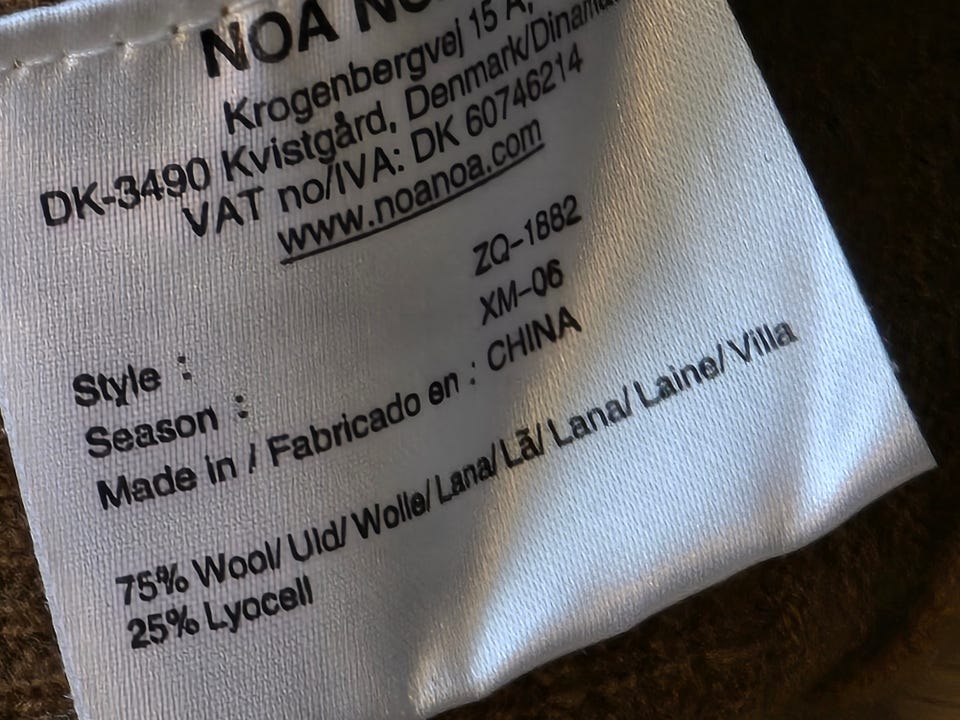 NOA
Krogenbergvej 15 A,
DK-3490 Kvistgård, Denmark/
VAT no/IVA: DK 60746214
www.noanoa.com
Style : ZQ-1882
Season : XM-06
Made in / Fabricado en : CHINA
75% Wool/ Uld/ Wolle/ Lana/ Lã/ Lana/ Laine/ Villa
25% Lyocell